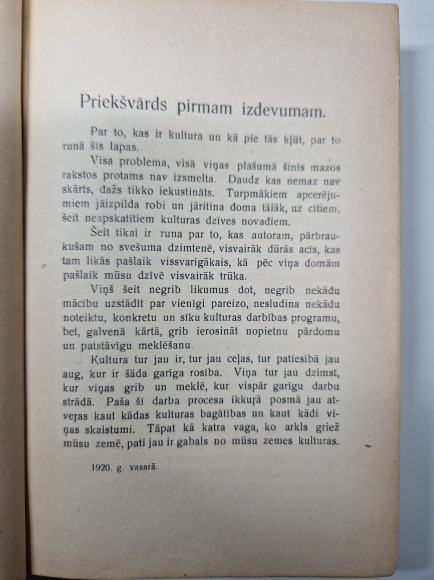 Priekšvārds pirmam izdevumam.
Par to, kas ir kultura un kā pie tās kļūt, par to
runā šis lapas.
Visa problema, visā viņas plašumā šinis mazos
rakstos protams nav izsmelta. Daudz kas nemaz nav
skārts, dažs tikko iekustināts. Turpmākiem apcerēju-
miem jāizpilda robi un jāritina doma tālāk, uz citiem,
šeit neapskatītiem kulturas dzīves novadiem.
Šeit tikai ir runa par to, kas autoram, pārbrau-
kušam no svešuma dzimtenē, visvairāk dūrās acis, kas
tam likās pašlaik vissvarīgākais, kā pēc viņa domām
pašlaik mūsu dzīvē visvairāk trūka.
Viņš šeit negrib likumus dot, negrib nekādu
mācību uzstādīt par vienīgi pareizo, nesludina nekādu
noteiktu, konkretu un sīku kulturas darbības programu,
bet, galvenā kārtā, grib ierosināt nopietnu pārdomu
un patstāvīgu meklēšanu.
Kultura tur jau ir, tur jau ceļas, tur patiesībā jau
aug, kur ir šāda garīga rosība. Viņa tur jau dzimst,
kur viņas grib un meklē, kur vispār garīgu darbu
strādā. Paša šī darba procesa ikkuŗā posmā jau at-
veŗas kaut kādas kulturas bagātības un kaut kādi vi-
ņas skaistumi. Tāpat kā katra vaga, ko arkls griež
mūsu zemē, pati jau ir gabals no mūsu zemes kulturas.
1920. g. vasarā.